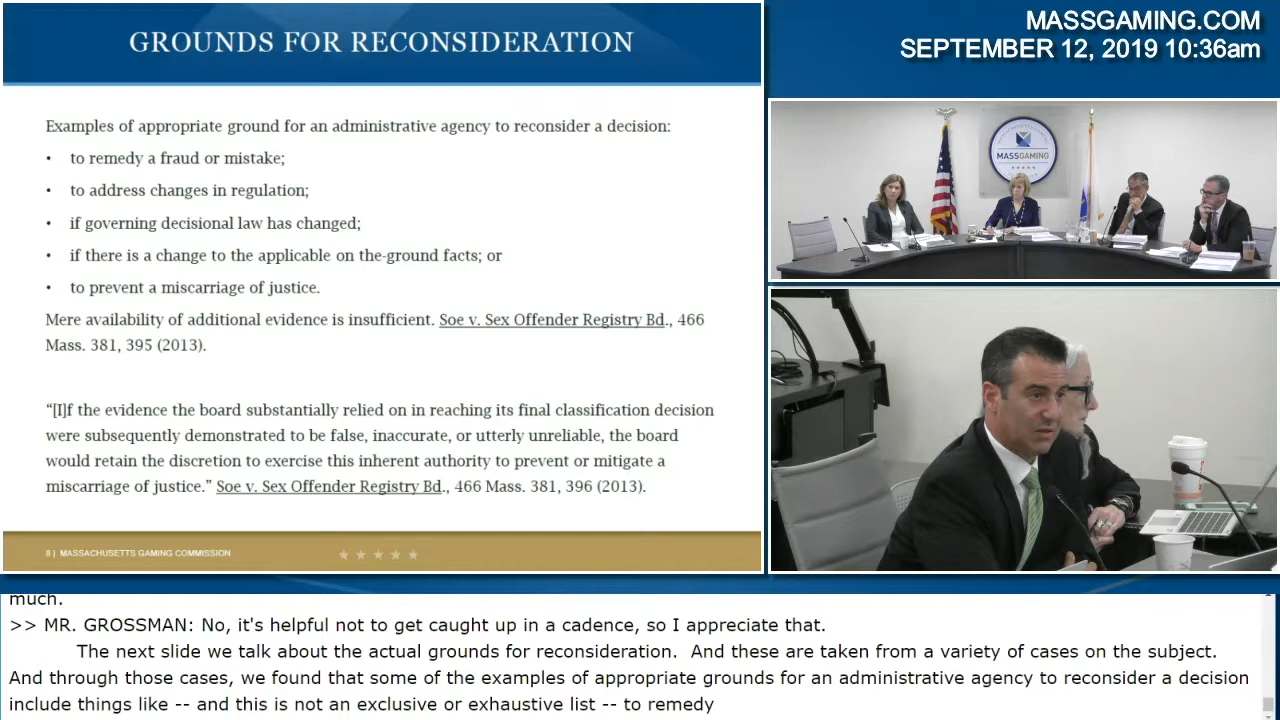 GROUNDS FOR RECONSIDERATION
Examples of appropriate ground for an administrative agency to reconsider a decision:
• to remedy a fraud or mistake;
• to address changes in regulation;
• if governing decisional law has changed;
• if there is a change to the applicable on the-ground facts; or
• to prevent a miscarriage of justice.
Mere availability of additional evidence is insufficient. Soe v. Sex Offender Registry Bd., 466
Mass. 381, 395 (2013).
“[I]f the evidence the board substantially relied on in reaching its final classification decision
were subsequently demonstrated to be false, inaccurate, or utterly unreliable, the board
would retain the discretion to exercise this inherent authority to prevent or mitigate a
miscarriage of justice.” Soe v. Sex Offender Registry Bd., 466 Mass. 381, 396 (2013).
8 | MASSACHUSETTS GAMING COMMISSION
MASSGAMING.COM
SEPTEMBER 12, 2019 10:36am
MASSGAMING
much.
>> MR. GROSSMAN: No, it's helpful not to get caught up in a cadence, so I appreciate that.
The next slide we talk about the actual grounds for reconsideration. And these are taken from a variety of cases on the subject.
And through those cases, we found that some of the examples of appropriate grounds for an administrative agency to reconsider a decision
include things like -- and this is not an exclusive or exhaustive list -- to remedy